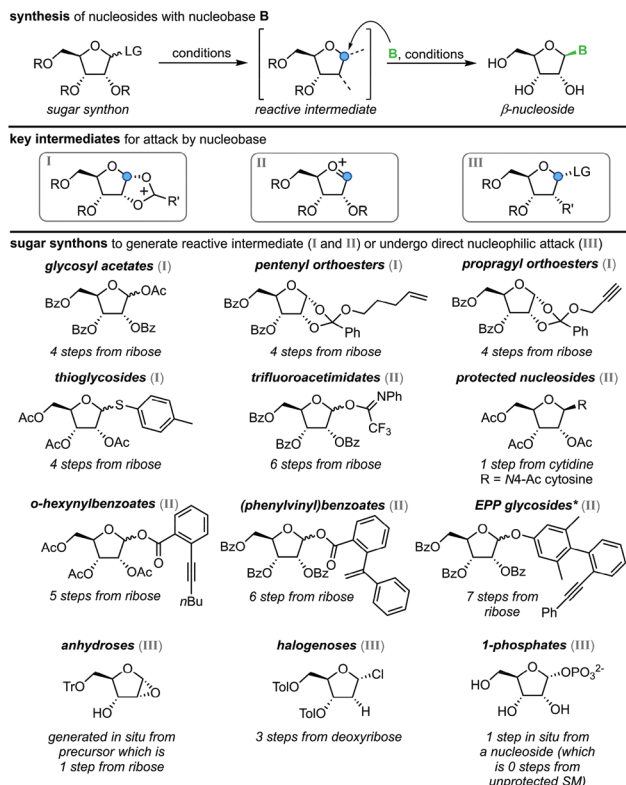 synthesis of nucleosides with nucleobase B
RO
O
LG
RO
OR
sugar synthon
conditions
RO
O
reactive intermediate
B, conditions
HO
O
B
HO
OH
β-nucleoside
key intermediates for attack by nucleobase
I
RO
O
O
+
RO
O
R'
II
RO
O+
RO
OR
III
RO
O
LG
RO
R'
sugar synthons to generate reactive intermediate (I and II) or undergo direct nucleophilic attack (III)
glycosyl acetates (I)
BzO
O
OAc
BzO
OBz
4 steps from ribose
pentenyl orthoesters (I)
BzO
O
O
O
BzO
O
Ph
4 steps from ribose
propragyl orthoesters (I)
BzO
O
O
O
BzO
O
Ph
4 steps from ribose
thioglycosides (I)
AcO
O
S
AcO
OAc
4 steps from ribose
trifluoroacetimidates (II)
BzO
O
O
NPh
CF3
BzO
OBz
6 steps from ribose
protected nucleosides (II)
AcO
O
R
AcO
OAc
1 step from cytidine
R = N4-Ac cytosine
o-hexynylbenzoates (II)
AcO
O
O
O
AcO
OAc
nBu
5 steps from ribose
(phenylvinyl)benzoates (II)
BzO
O
O
O
BzO
OBz
6 step from ribose
EPP glycosides* (II)
BzO
O
O
Me
Me
BzO
OBz
Ph
7 steps from
ribose
anhydroses (III)
TrO
O
O
HO
generated in situ from
precursor which is
1 step from ribose
halogenoses (III)
TolO
O
Cl
TolO
H
3 steps from deoxyribose
1-phosphates (III)
HO
O
OPO3 2-
HO
OH
1 step in situ from
a nucleoside (which
is 0 steps from
unprotected SM)